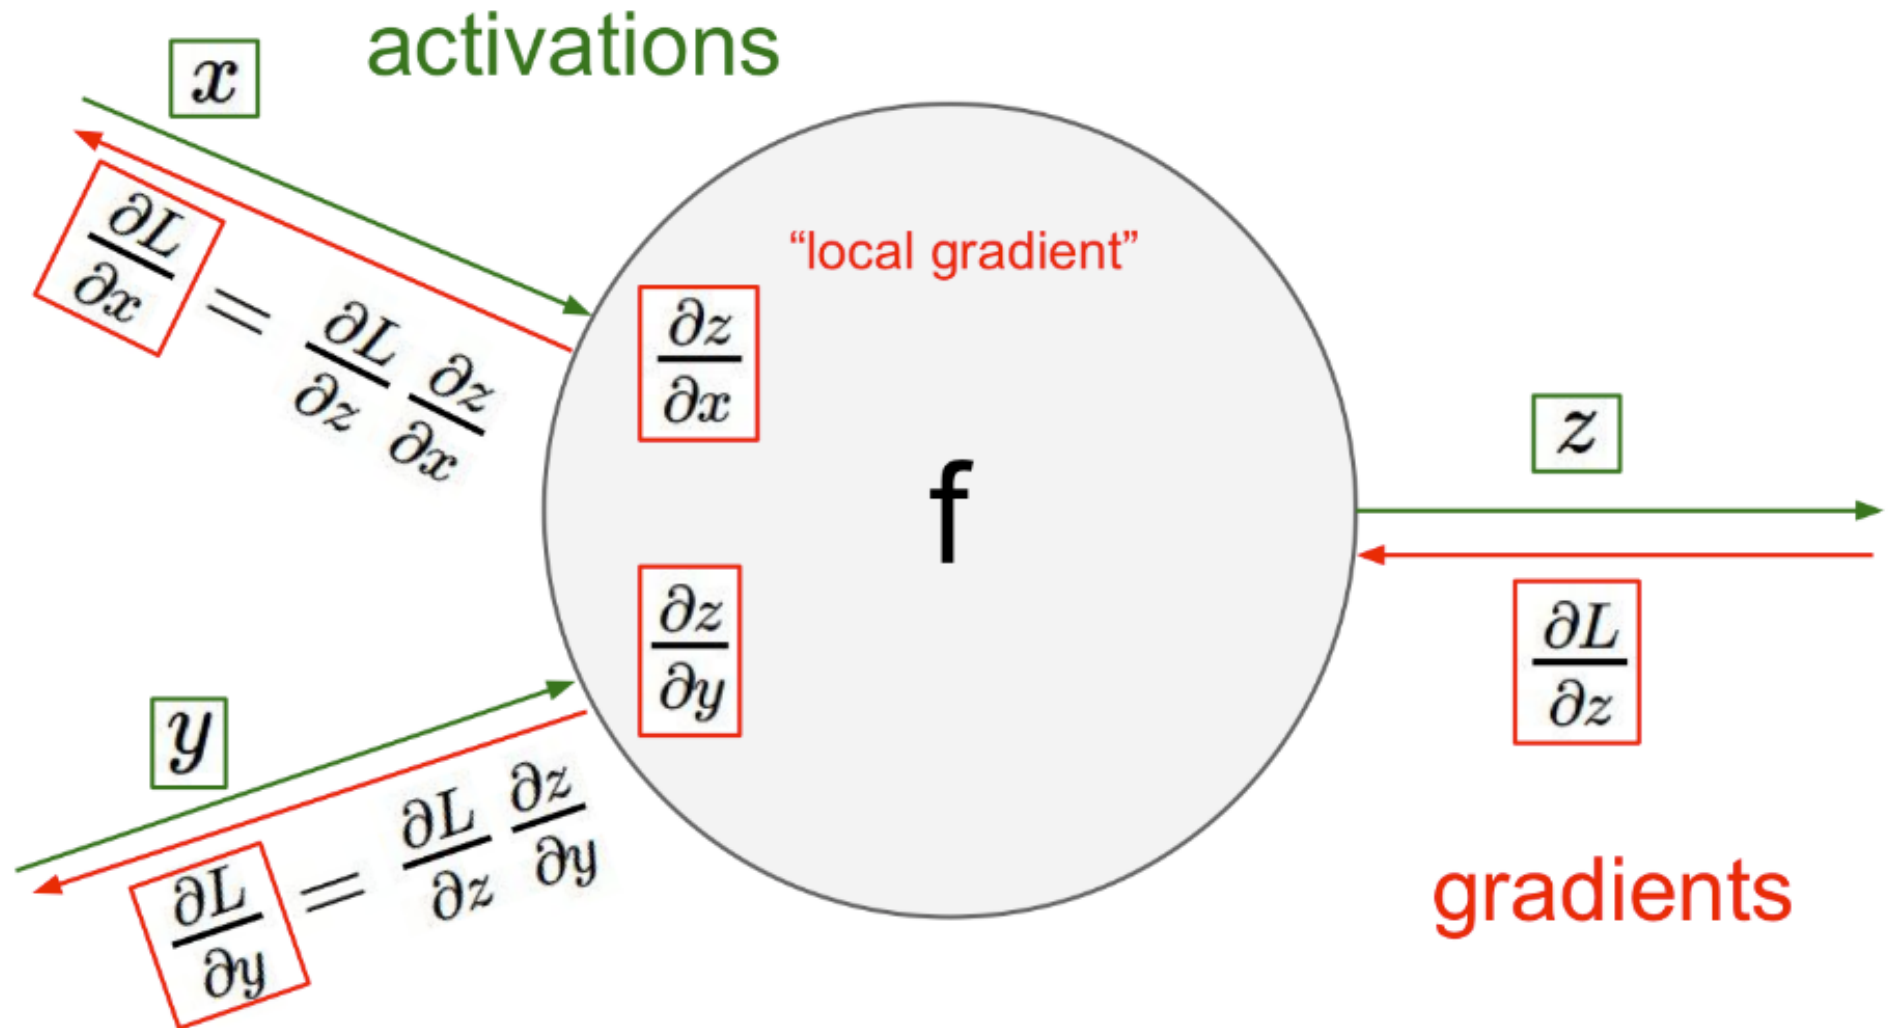 activations
x
∂L/∂x = ∂L/∂z ∂z/∂x
“local gradient”
∂z/∂x
f
z
∂z/∂y
∂L/∂z
y
∂L/∂y = ∂L/∂z ∂z/∂y
gradients